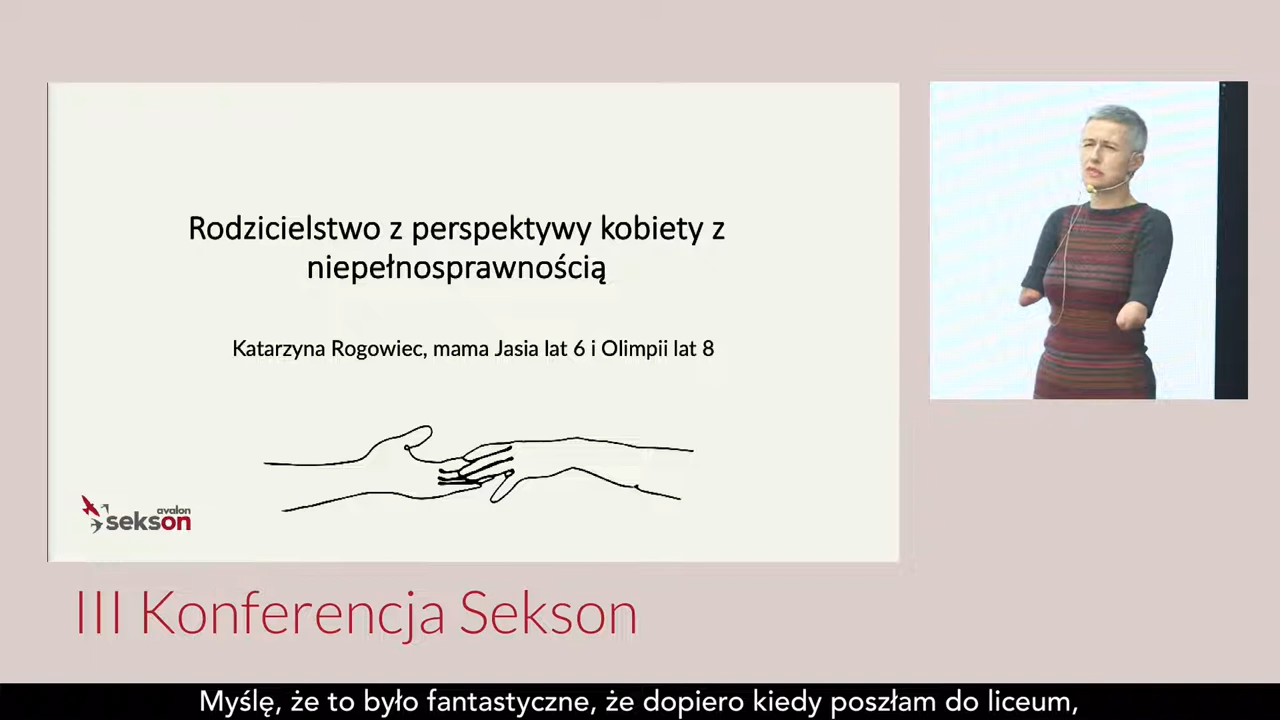 Rodzicielstwo z perspektywy kobiety z
niepełnosprawnością
Katarzyna Rogowiec, mama Jasia lat 6 i Olimpii lat 8
avalon
sekson
III Konferencja Sekson
Myślę, że to było fantastyczne, że dopiero kiedy poszłam do liceum,